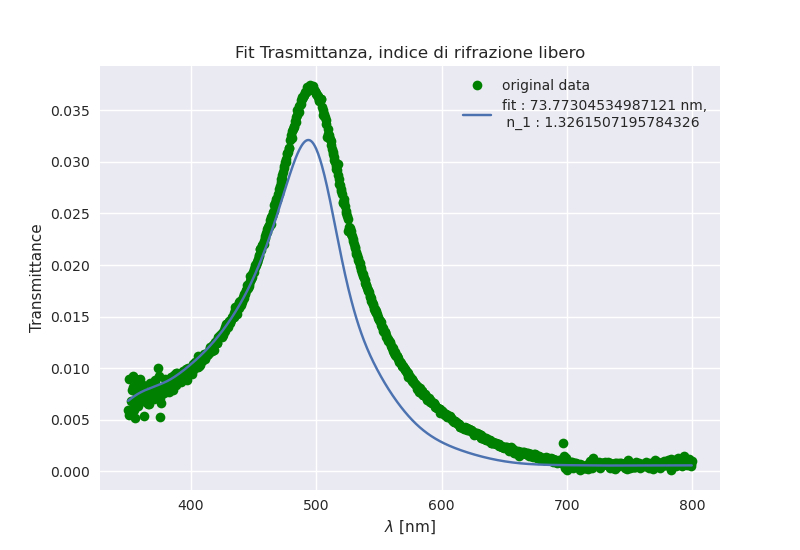 Fit Trasmittanza, indice di rifrazione libero
original data
fit : 73.77304534987121 nm,
n_1 : 1.3261507195784326
Transmittance
0.035
0.030
0.025
0.020
0.015
0.010
0.005
0.000
400
500
600
700
800
λ [nm]